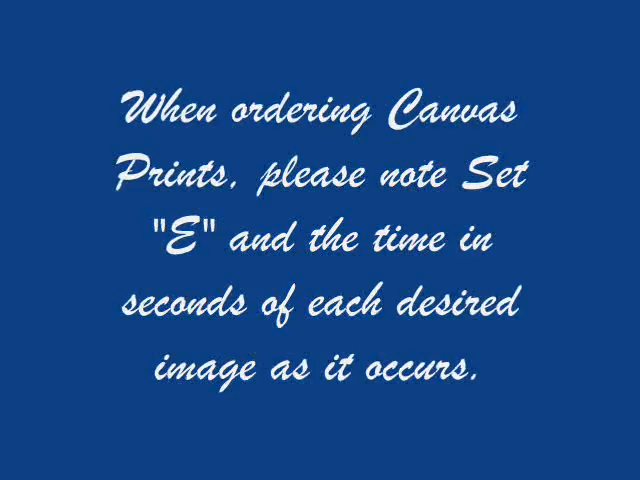 When ordering Canvas
Prints, please note Set
"E" and the time in
seconds of each desired
image as it occurs.